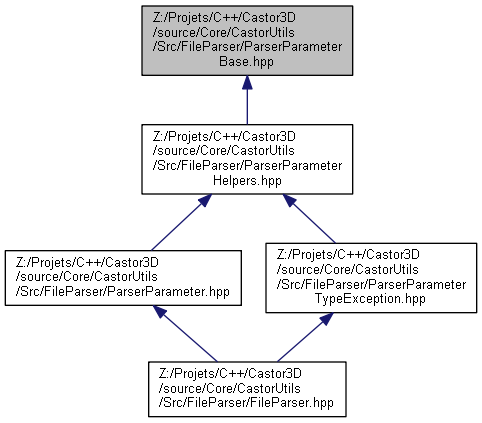 Z:/Projets/C++/Castor3D
/source/Core/CastorUtils
/Src/FileParser/ParserParameter
Base.hpp
Z:/Projets/C++/Castor3D
/source/Core/CastorUtils
/Src/FileParser/ParserParameter
Helpers.hpp
Z:/Projets/C++/Castor3D
/source/Core/CastorUtils
/Src/FileParser/ParserParameter.hpp
Z:/Projets/C++/Castor3D
/source/Core/CastorUtils
/Src/FileParser/ParserParameter
TypeException.hpp
Z:/Projets/C++/Castor3D
/source/Core/CastorUtils
/Src/FileParser/FileParser.hpp